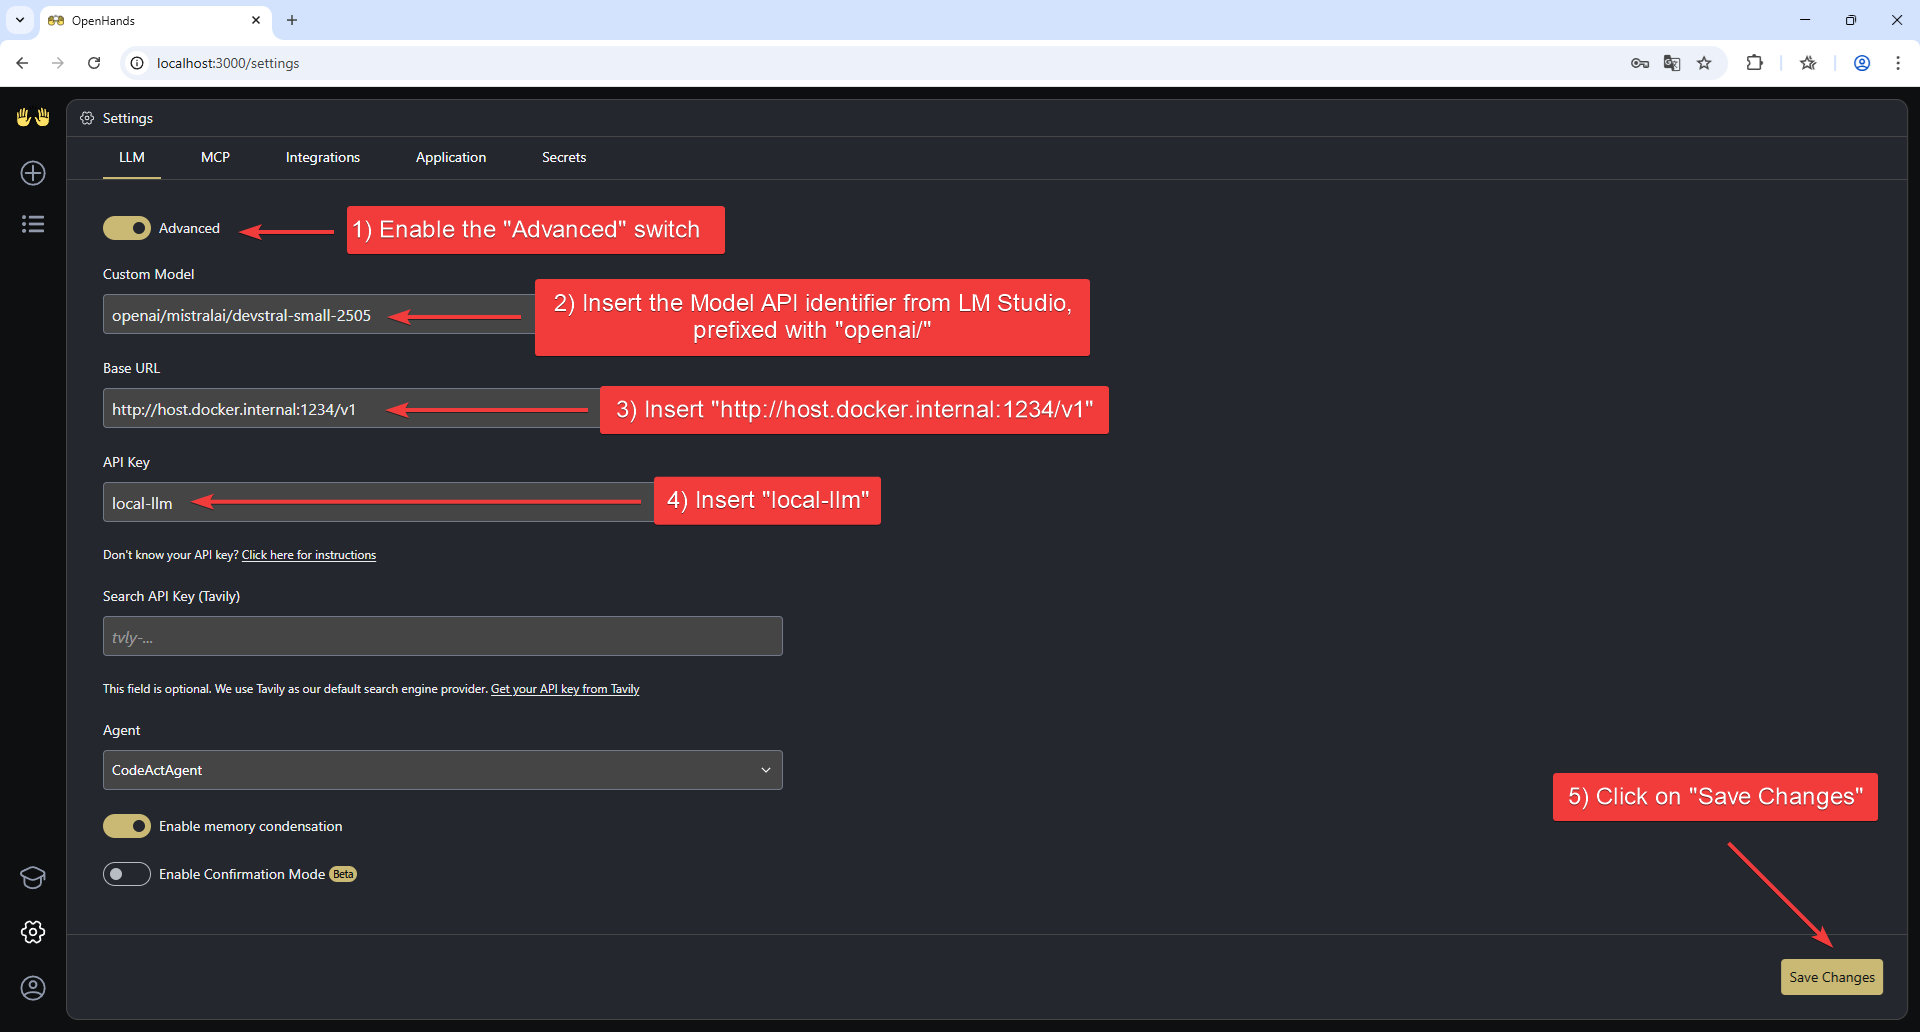 OpenHands
localhost:3000/settings
Settings
LLM MCP Integrations Application Secrets
Advanced
1) Enable the "Advanced" switch
Custom Model
openai/mistralai/devstral-small-2505
2) Insert the Model API identifier from LM Studio,
prefixed with "openai/"
Base URL
http://host.docker.internal:1234/v1
3) Insert "http://host.docker.internal:1234/v1"
API Key
local-llm
4) Insert "local-llm"
Don't know your API key? Click here for instructions
Search API Key (Tavily)
tvly-...
This field is optional. We use Tavily as our default search engine provider. Get your API key from Tavily
Agent
CodeActAgent
5) Click on "Save Changes"
Enable memory condensation
Enable Confirmation Mode Beta
Save Changes